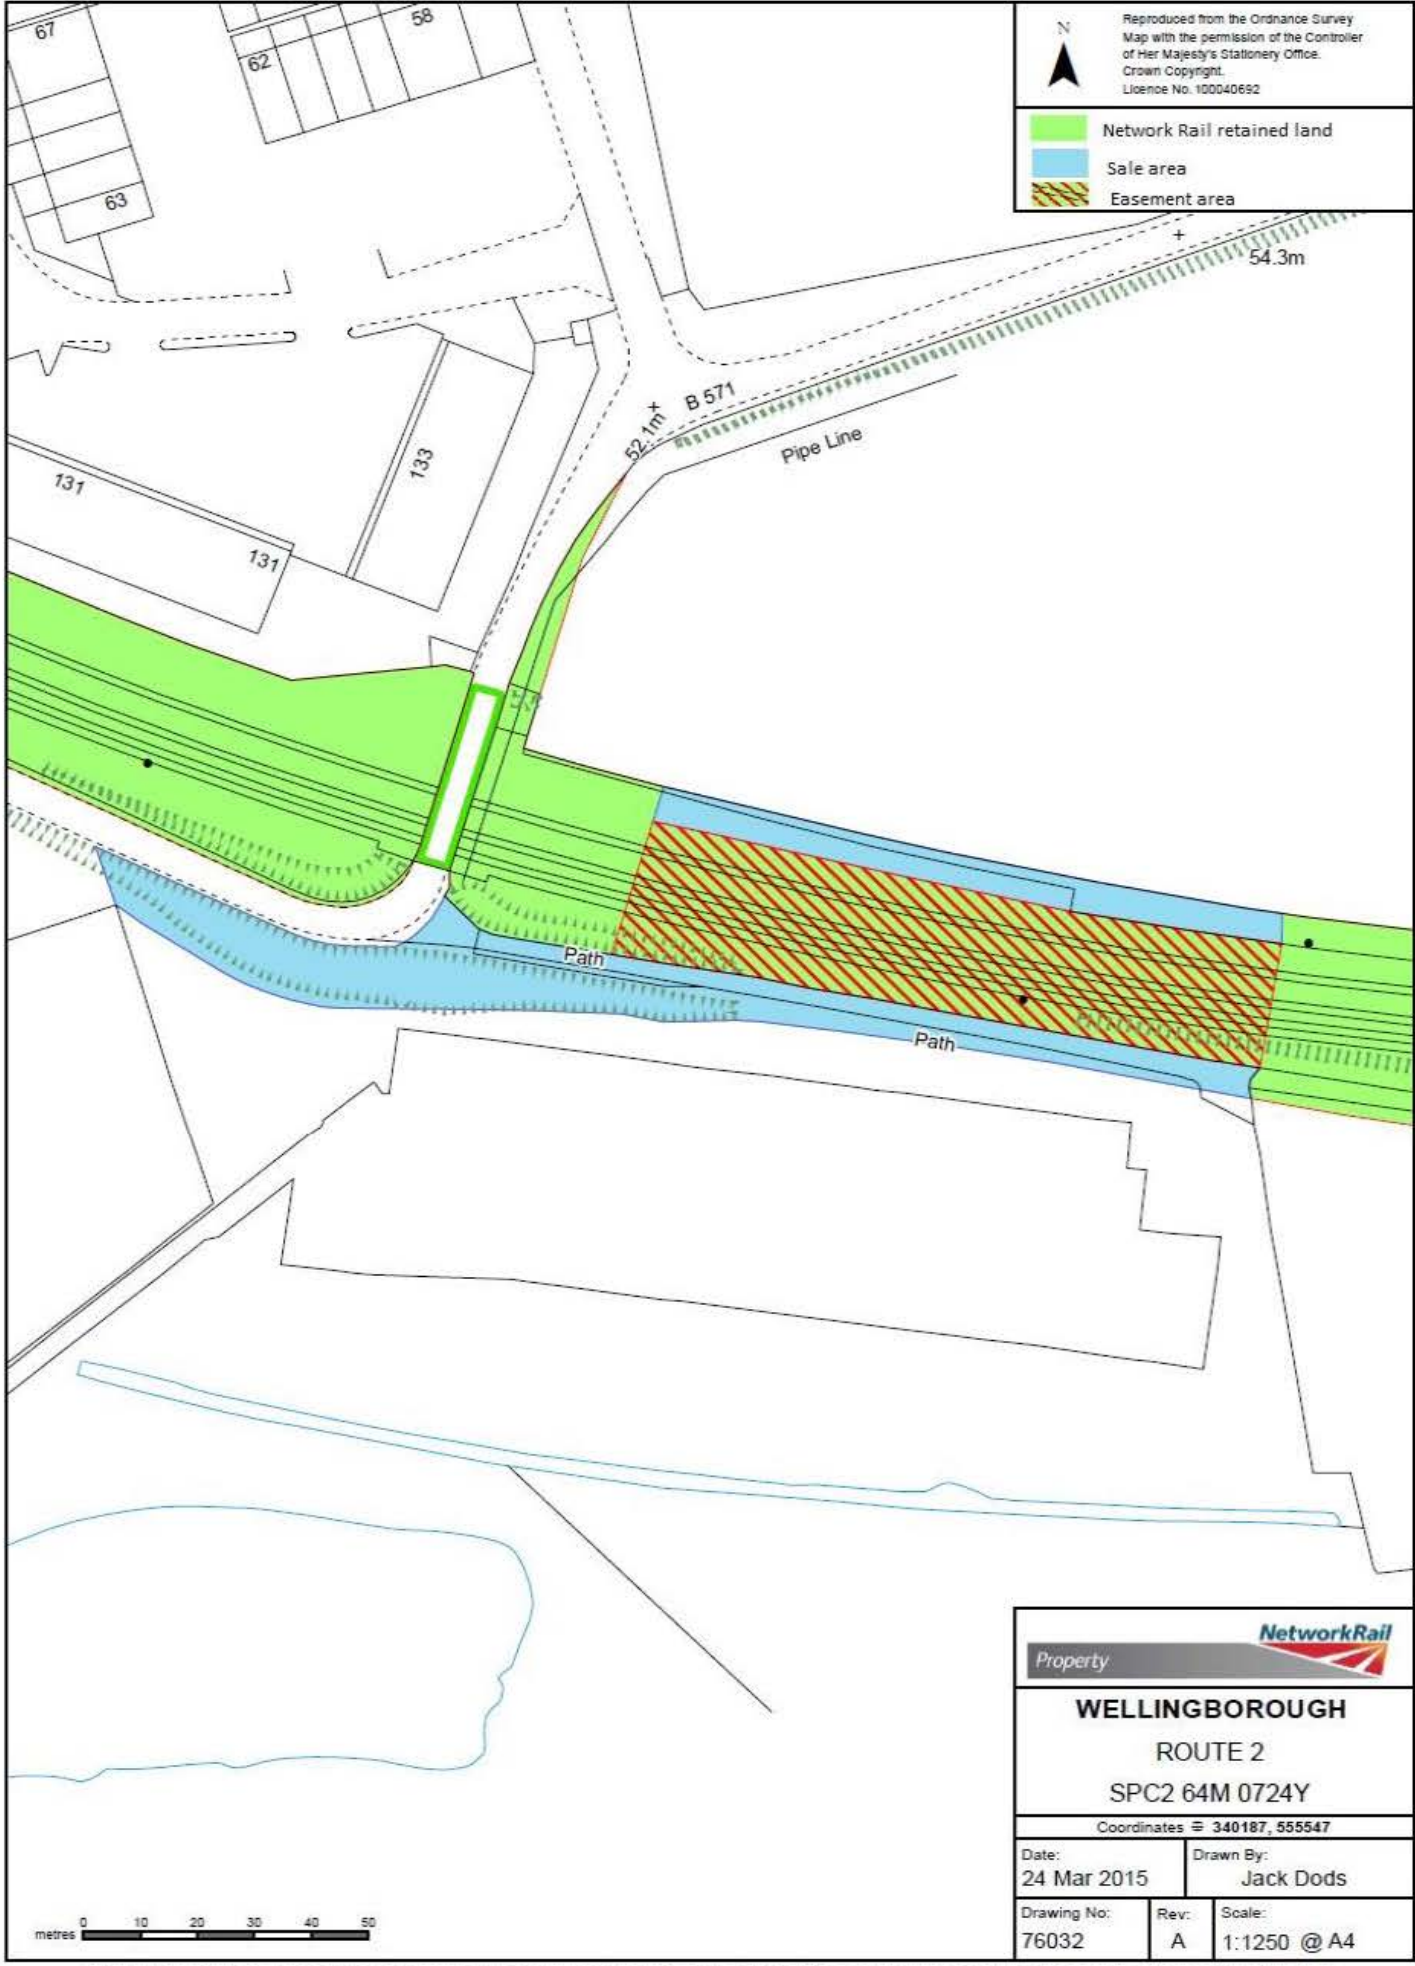 67
62
58
63
N
Reproduced from the Ordnance Survey
Map with the permission of the Controller
of Her Majesty's Stationery Office.
Crown Copyright.
Licence No. 100040692
Network Rail retained land
Sale area
Easement area
54.3m
B 571
52.1m
Pipe Line
133
131
131
Path
Path
NetworkRail
Property
WELLINGBOROUGH
ROUTE 2
SPC2 64M 0724Y
Coordinates = 340187, 555547
Date:
24 Mar 2015
Drawn By:
Jack Dods
Drawing No:
76032
Rev:
A
Scale:
1:1250 @ A4
metres 0 10 20 30 40 50